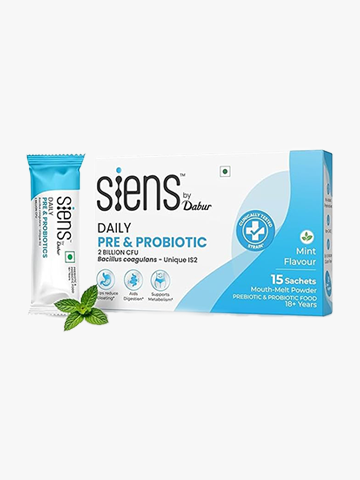 siens™
by Dabur
DAILY
PRE & PROBIOTIC
2 BILLION CFU
Bacillus coagulans - Unique IS2
Aids
Digestion*
Supports
Metabolism*
CLINICALLY TESTED
STRAIN
Mint
Flavour
15 Sachets
Mouth-Melt Powder
PREBIOTIC & PROBIOTIC FOOD
18+ Years
siens
by Dabur
DAILY
PRE & PROBIOTICS